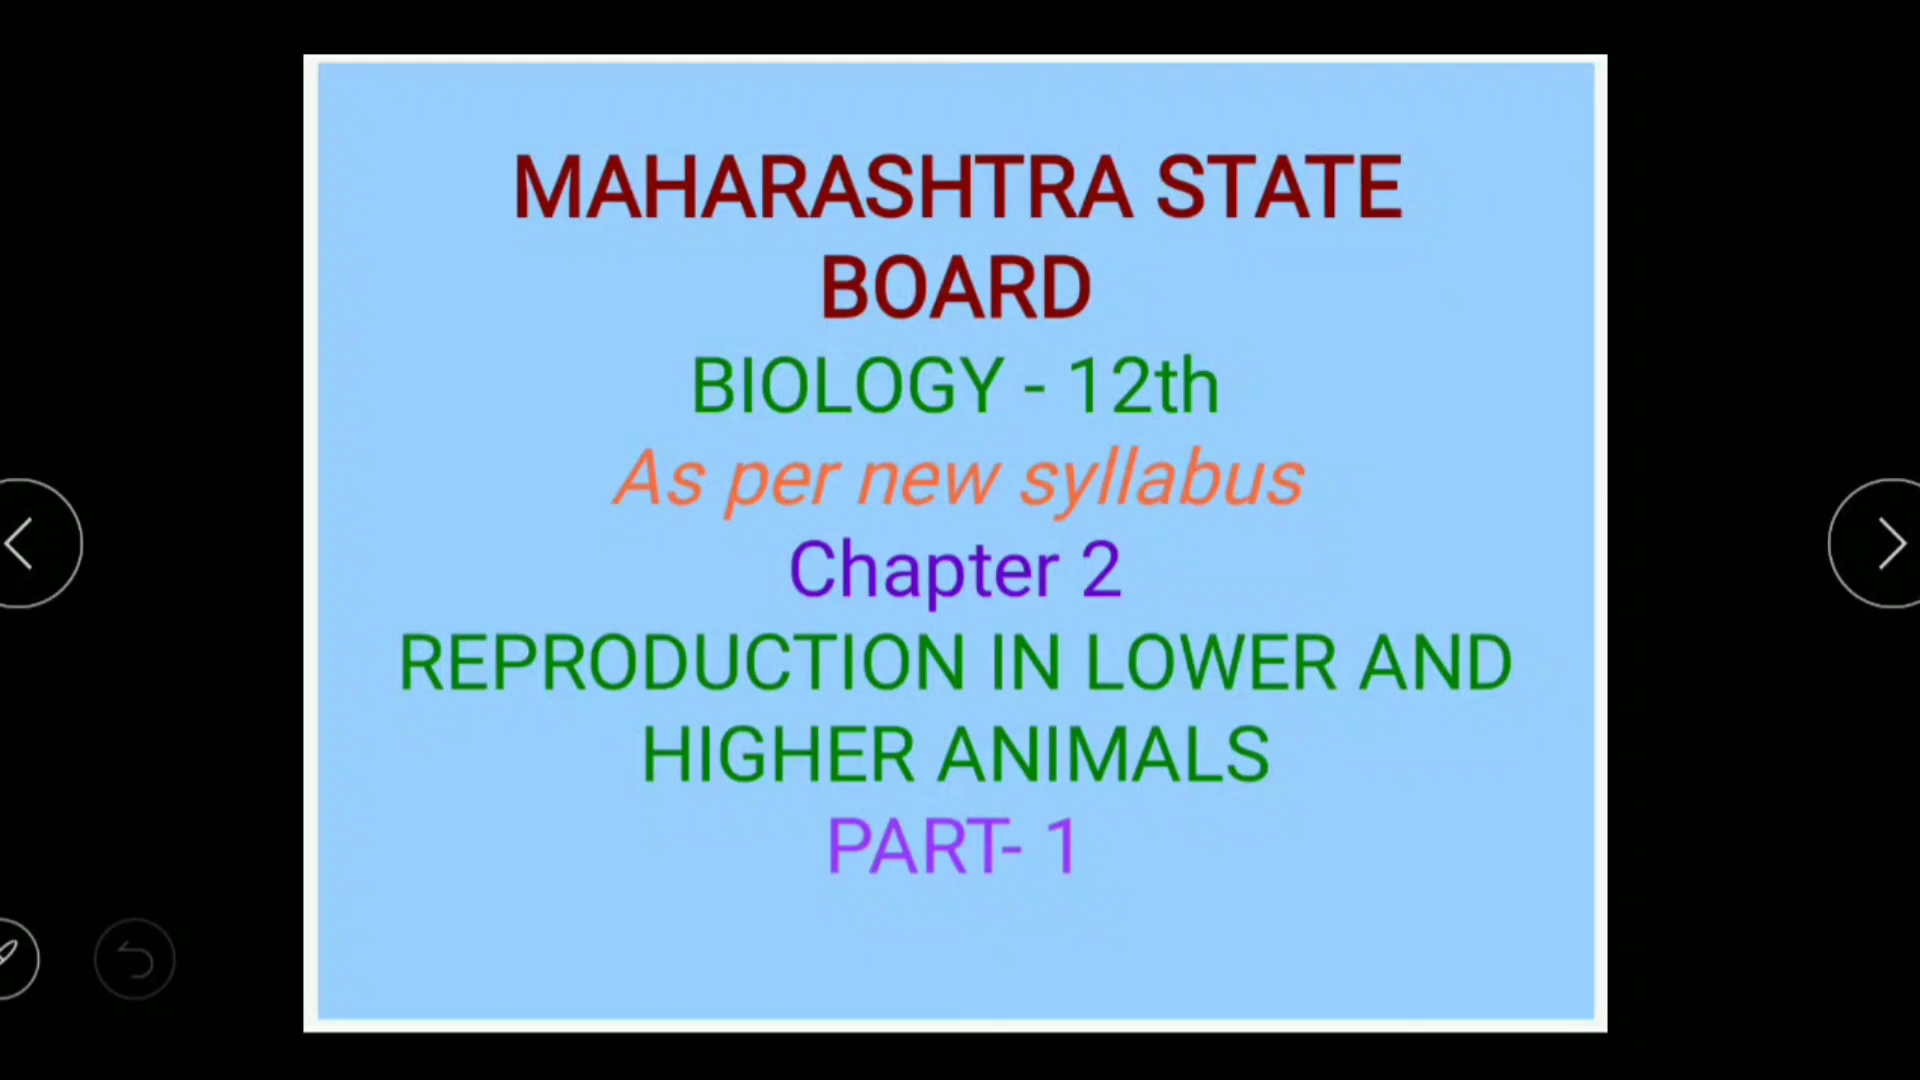 MAHARASHTRA STATE
BOARD
BIOLOGY - 12th
As per new syllabus
Chapter 2
REPRODUCTION IN LOWER AND
HIGHER ANIMALS
PART- 1